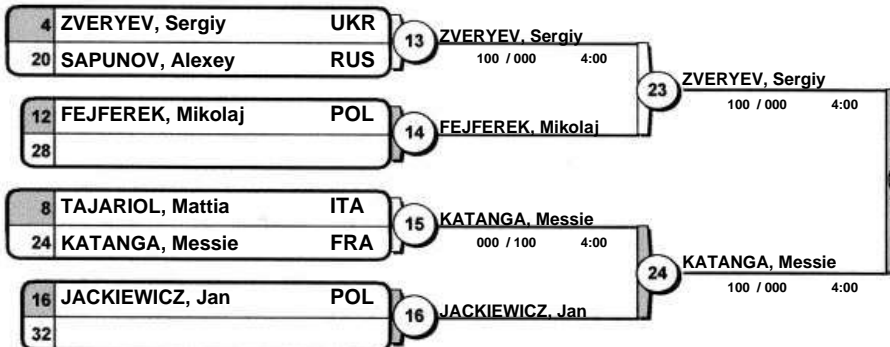 4 ZVERYEV, Sergiy UKR
20 SAPUNOV, Alexey RUS
13 ZVERYEV, Sergiy
100 / 000 4:00
12 FEJFEREK, Mikolaj POL
28
14 FEJFEREK, Mikolaj
23 ZVERYEV, Sergiy
100 / 000 4:00
8 TAJARIOL, Mattia ITA
24 KATANGA, Messie FRA
15 KATANGA, Messie
000 / 100 4:00
16 JACKIEWICZ, Jan POL
32
16 JACKIEWICZ, Jan
24 KATANGA, Messie
100 / 000 4:00